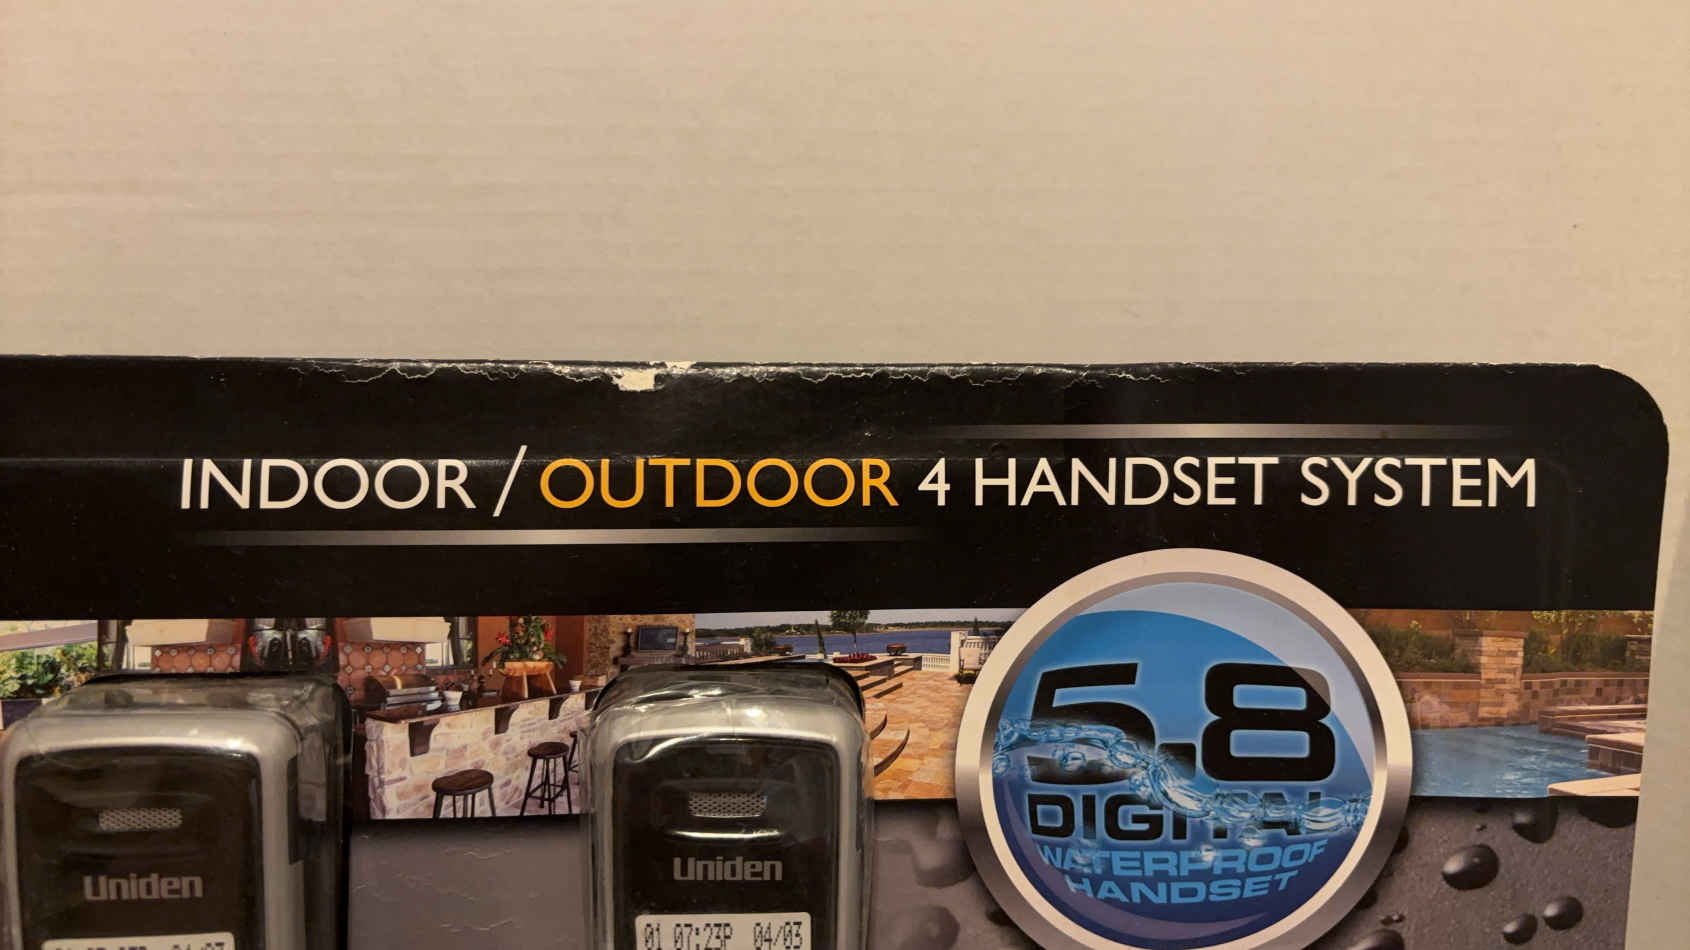 INDOOR / OUTDOOR 4 HANDSET SYSTEM
5.8
DIGITAL
WATERPROOF
HANDSET
Uniden
Uniden
01 07:23P 04/03